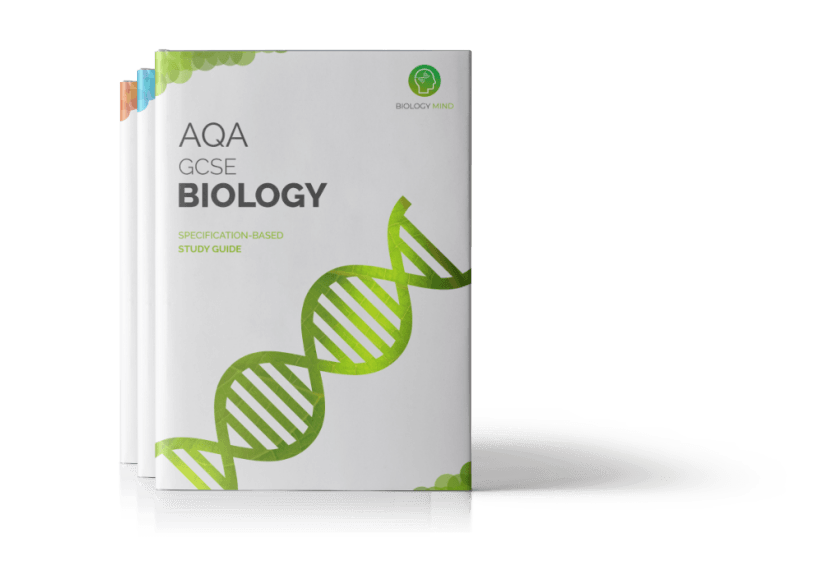 BIOLOGY MIND
AQA
GCSE
BIOLOGY
SPECIFICATION-BASED
STUDY GUIDE